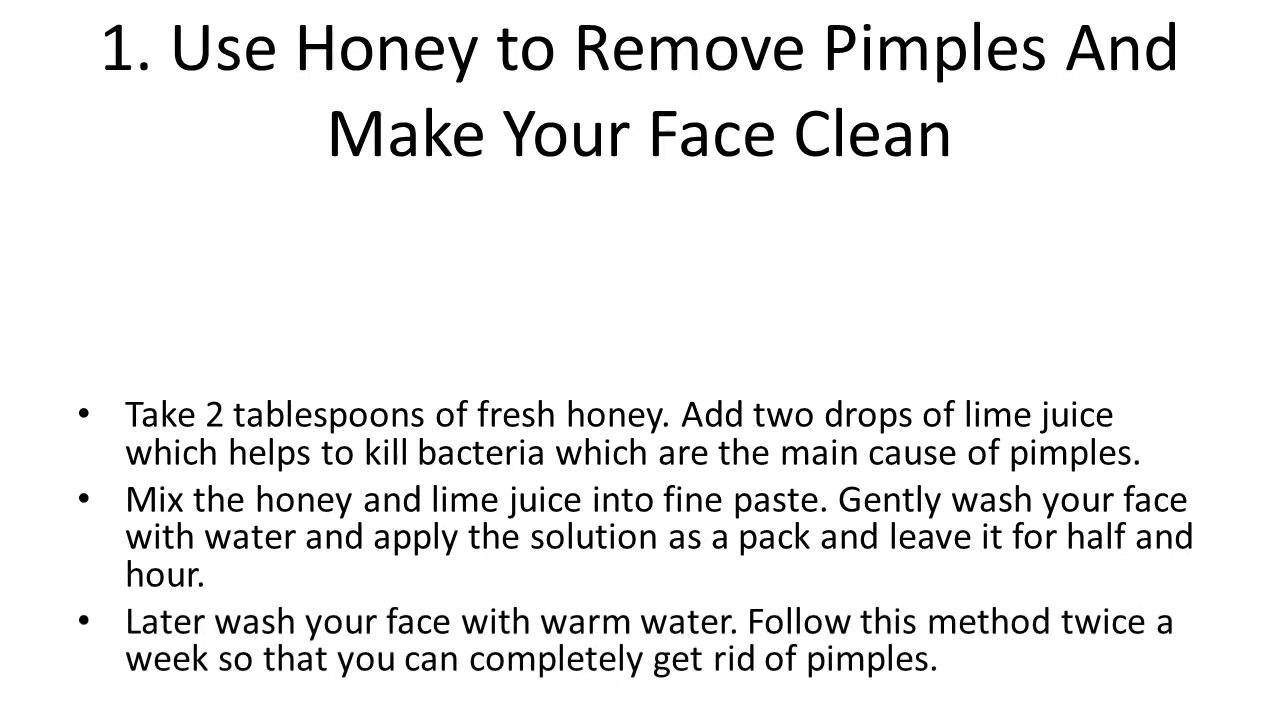 1. Use Honey to Remove Pimples And
Make Your Face Clean
• Take 2 tablespoons of fresh honey. Add two drops of lime juice
which helps to kill bacteria which are the main cause of pimples.
• Mix the honey and lime juice into fine paste. Gently wash your face
with water and apply the solution as a pack and leave it for half and
hour.
• Later wash your face with warm water. Follow this method twice a
week so that you can completely get rid of pimples.